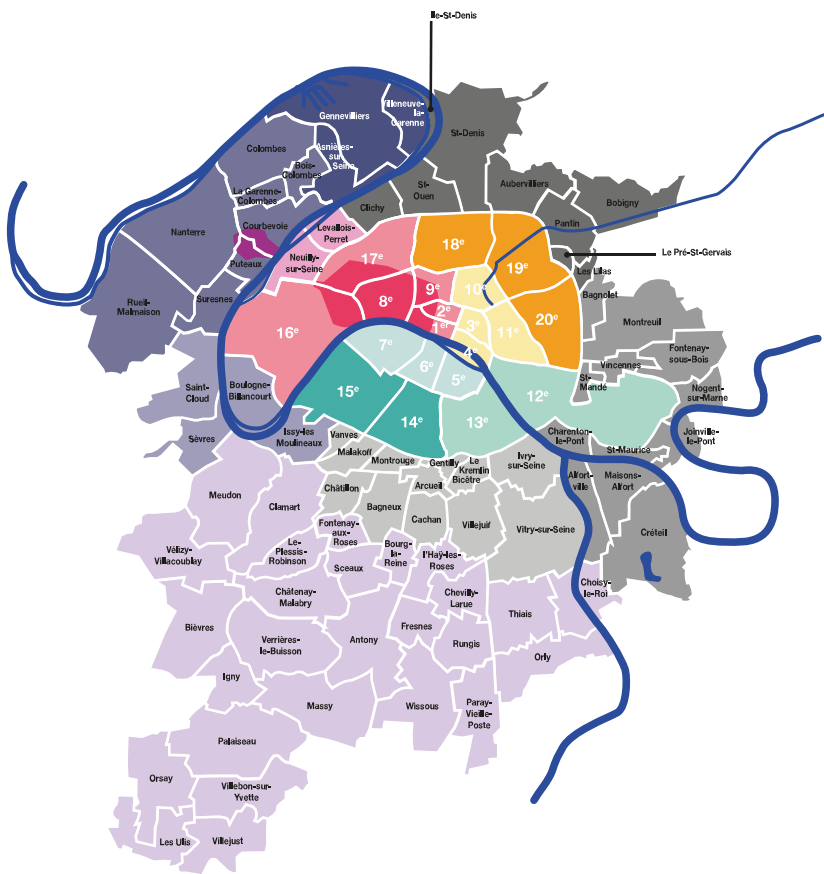 Ile-St-Denis
Villeneuve-
la-
Garenne
Gennevilliers
St-Denis
Colombes
Asnières-
sur-
Seine
Bois-
Colombes
La Garenne-
Colombes
St-
Ouen
Aubervilliers
Bobigny
Clichy
Pantin
Courbevoie
Levallois-
Perret
Nanterre
Puteaux
Neuilly-
sur-Seine
17e
18e
19e
Le Pré-St-Gervais
Les Lilas
Bagnolet
Rueil-
Malmaison
Suresnes
8e
9e
10e
2e
1er
3e
11e
20e
Montreuil
16e
7e
4e
6e
5e
Fontenay-
sous-Bois
Vincennes
St-
Mandé
Saint-
Cloud
Boulogne-
Billancourt
15e
14e
13e
12e
Nogent-
sur-Marne
Sèvres
Issy-les
Moulineaux
Vanves
Malakoff
Montrouge
Gentilly
Le
Kremlin
Bicêtre
Ivry-
sur-Seine
Charenton-
le-Pont
St-Maurice
Joinville-
le-Pont
Meudon
Clamart
Châtillon
Bagneux
Arcueil
Cachan
Villejuif
Vitry-sur-Seine
Alfort-
ville
Maisons-
Alfort
Créteil
Vélizy-
Villacoublay
Le-
Plessis-
Robinson
Fontenay-
aux-
Roses
Sceaux
Bourg-
la-
Reine
l'Haÿ-les-
Roses
Châtenay-
Malabry
Chevilly-
Larue
Choisy-
le-Roi
Thiais
Bièvres
Verrières-
le-Buisson
Antony
Fresnes
Rungis
Orly
Igny
Massy
Wissous
Paray-
Vieille-
Poste
Palaiseau
Orsay
Villebon-sur-
Yvette
Les Ulis
Villejust